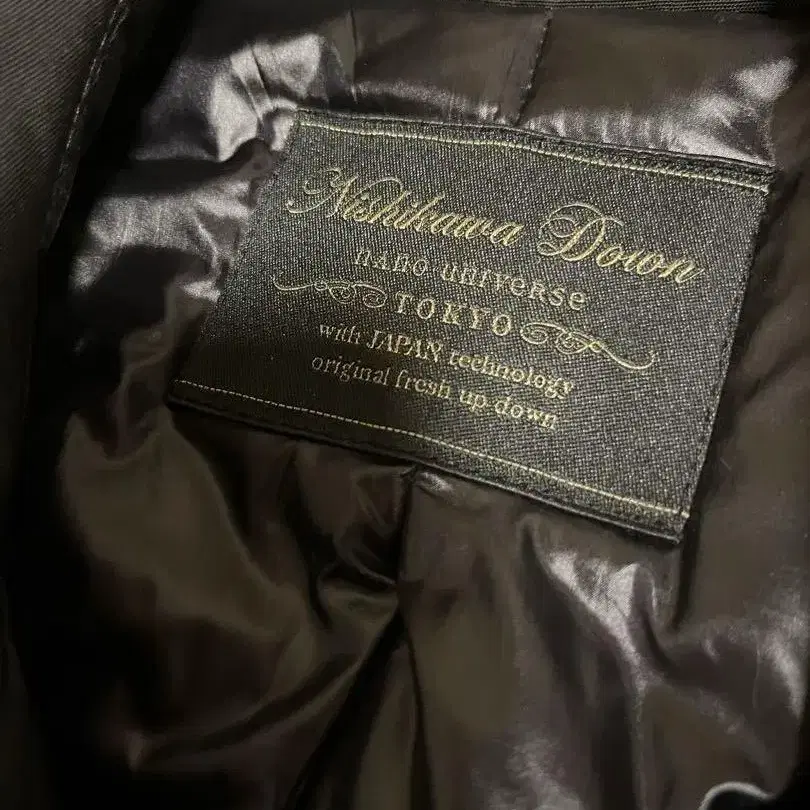 Nishikawa Down
nano universe
TOKYO
with JAPAN technology
original fresh up down